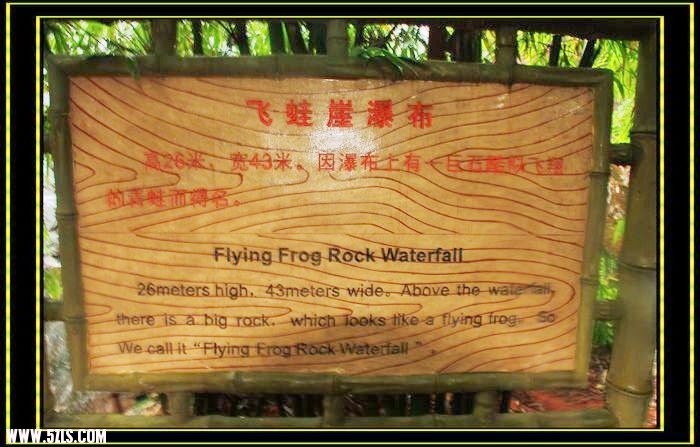 飞蛙崖瀑布
高26米、宽43米。因瀑布上有一巨石酷似飞翔
的青蛙而得名。
Flying Frog Rock Waterfall
26meters high, 43meters wide。Above the waterfall,
there is a big rock, which looks like a flying frog. So
We call it “Flying Frog Rock Waterfall ”。
WWW.5ZLS.COM